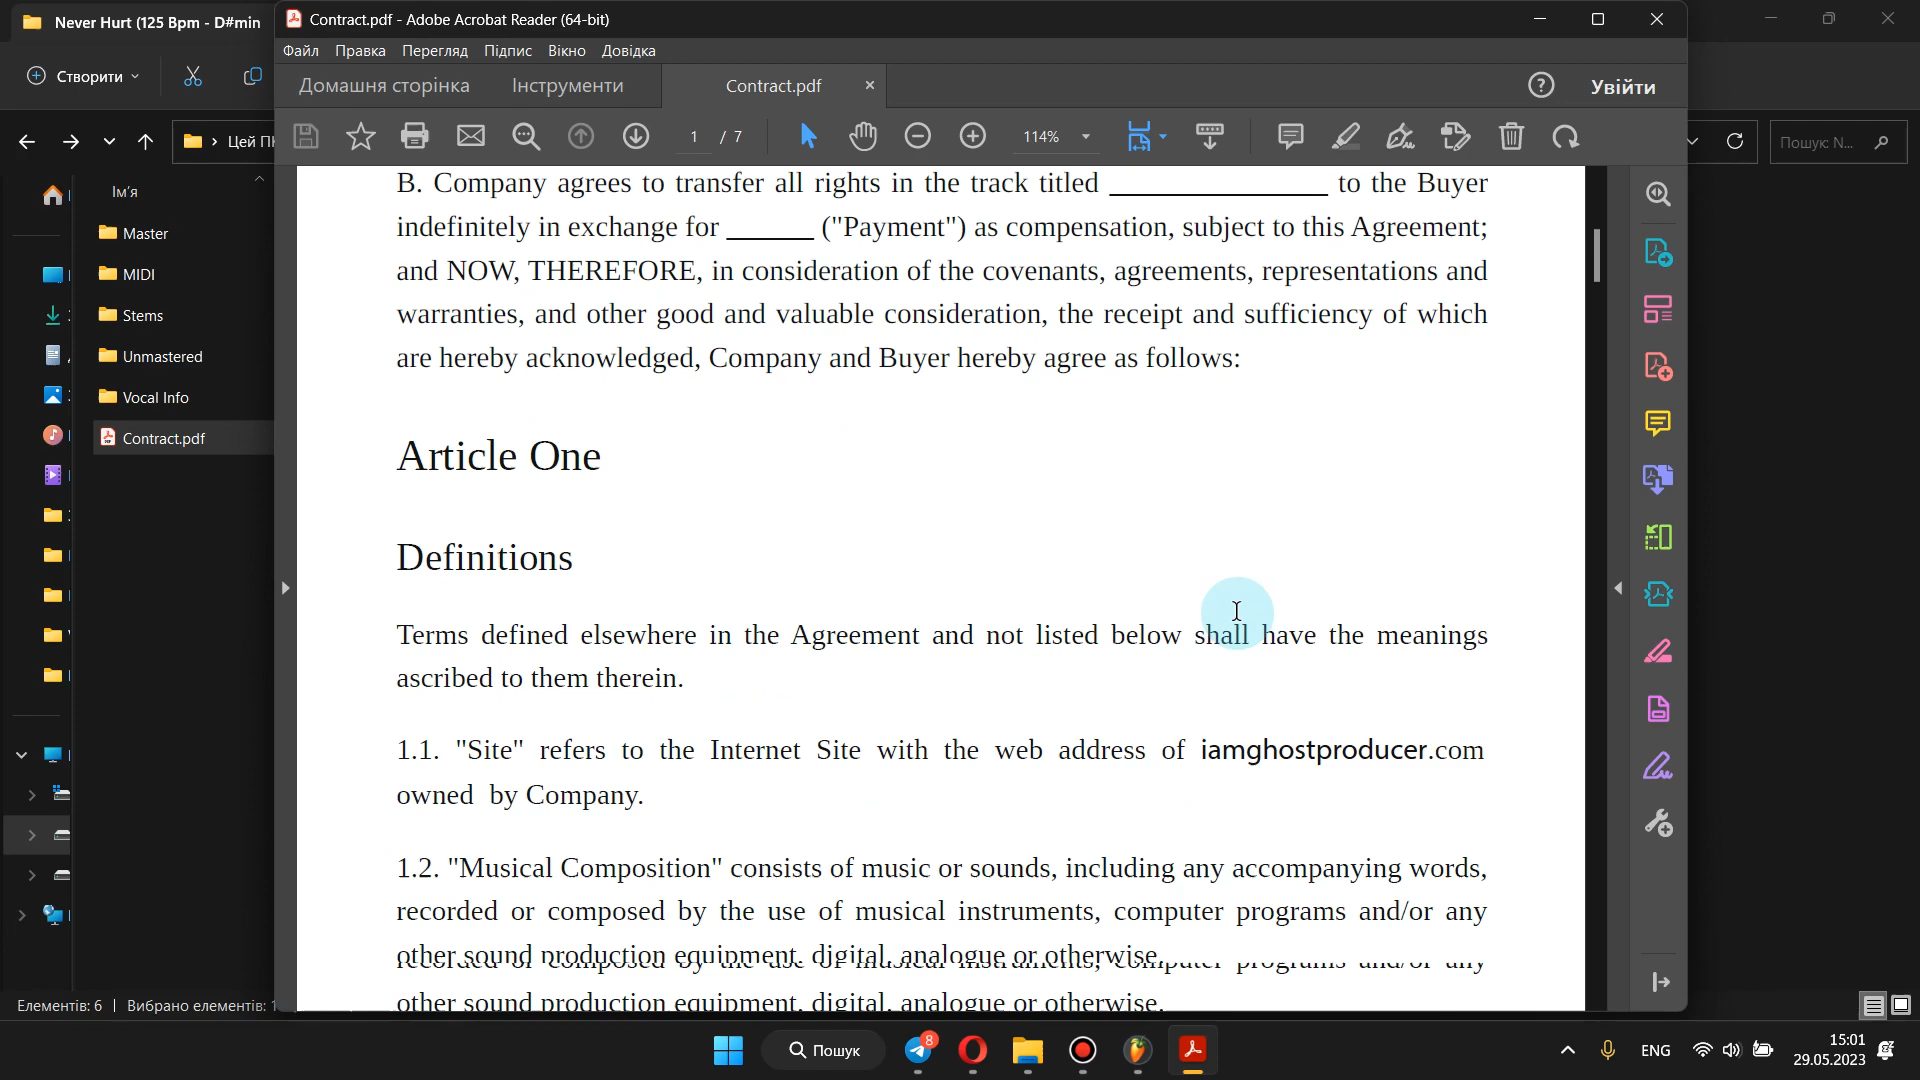 Never Hurt (125 Bpm - D#min
Contract.pdf - Adobe Acrobat Reader (64-bit)
Файл Правка Перегляд Підпис Вікно Довідка
Створити
Домашня сторінка Інструменти Contract.pdf Увійти
1 / 7 114%
Цей ПК
Пошук: N...
Ім'я
Master
MIDI
Stems
Unmastered
Vocal Info
Contract.pdf
B. Company agrees to transfer all rights in the track titled _______________ to the Buyer
indefinitely in exchange for ______ ("Payment") as compensation, subject to this Agreement;
and NOW, THEREFORE, in consideration of the covenants, agreements, representations and
warranties, and other good and valuable consideration, the receipt and sufficiency of which
are hereby acknowledged, Company and Buyer hereby agree as follows:
Article One
Definitions
Terms defined elsewhere in the Agreement and not listed below shall have the meanings
ascribed to them therein.
1.1. "Site" refers to the Internet Site with the web address of iamghostproducer.com
owned by Company.
1.2. "Musical Composition" consists of music or sounds, including any accompanying words,
recorded or composed by the use of musical instruments, computer programs and/or any
other sound production equipment, digital, analogue or otherwise.
other sound production equipment, digital, analogue or otherwise.
Елементів: 6 Вибрано елементів: 1
Пошук
8
ENG
15:01
29.05.2023